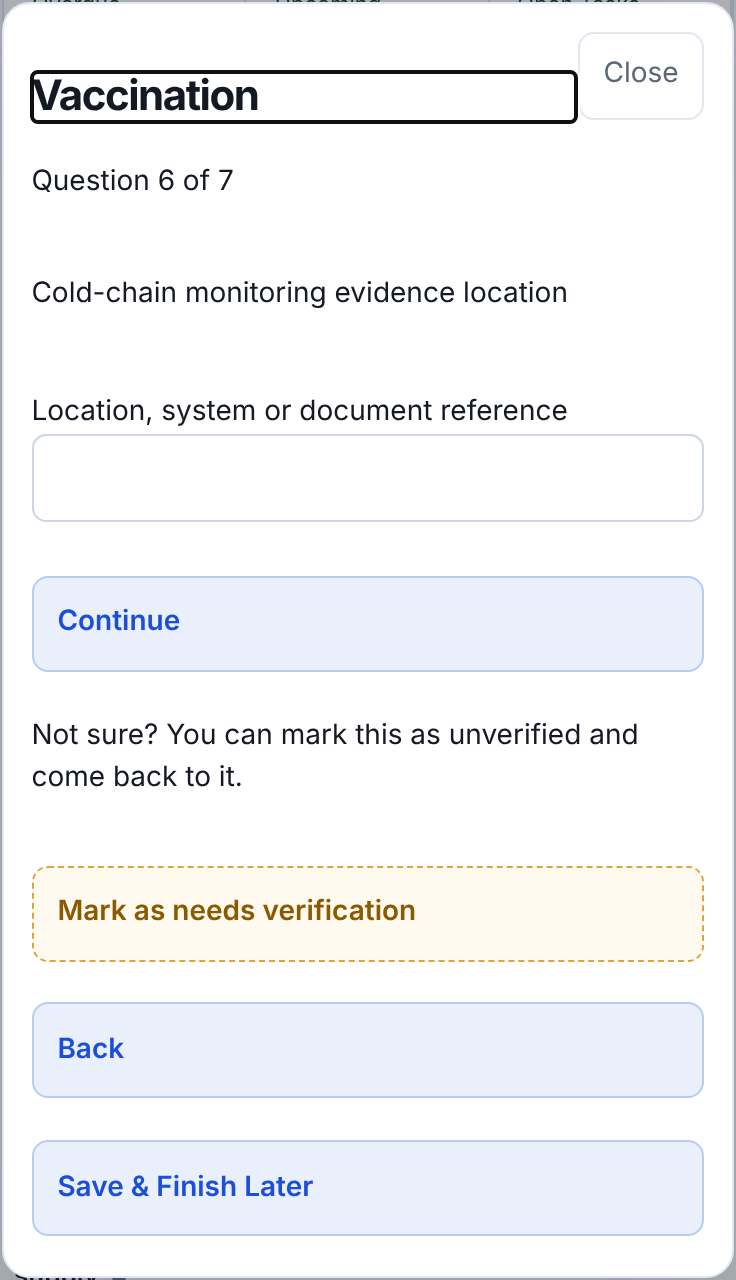 Vaccination
Close
Question 6 of 7
Cold-chain monitoring evidence location
Location, system or document reference
Continue
Not sure? You can mark this as unverified and
come back to it.
Mark as needs verification
Back
Save & Finish Later